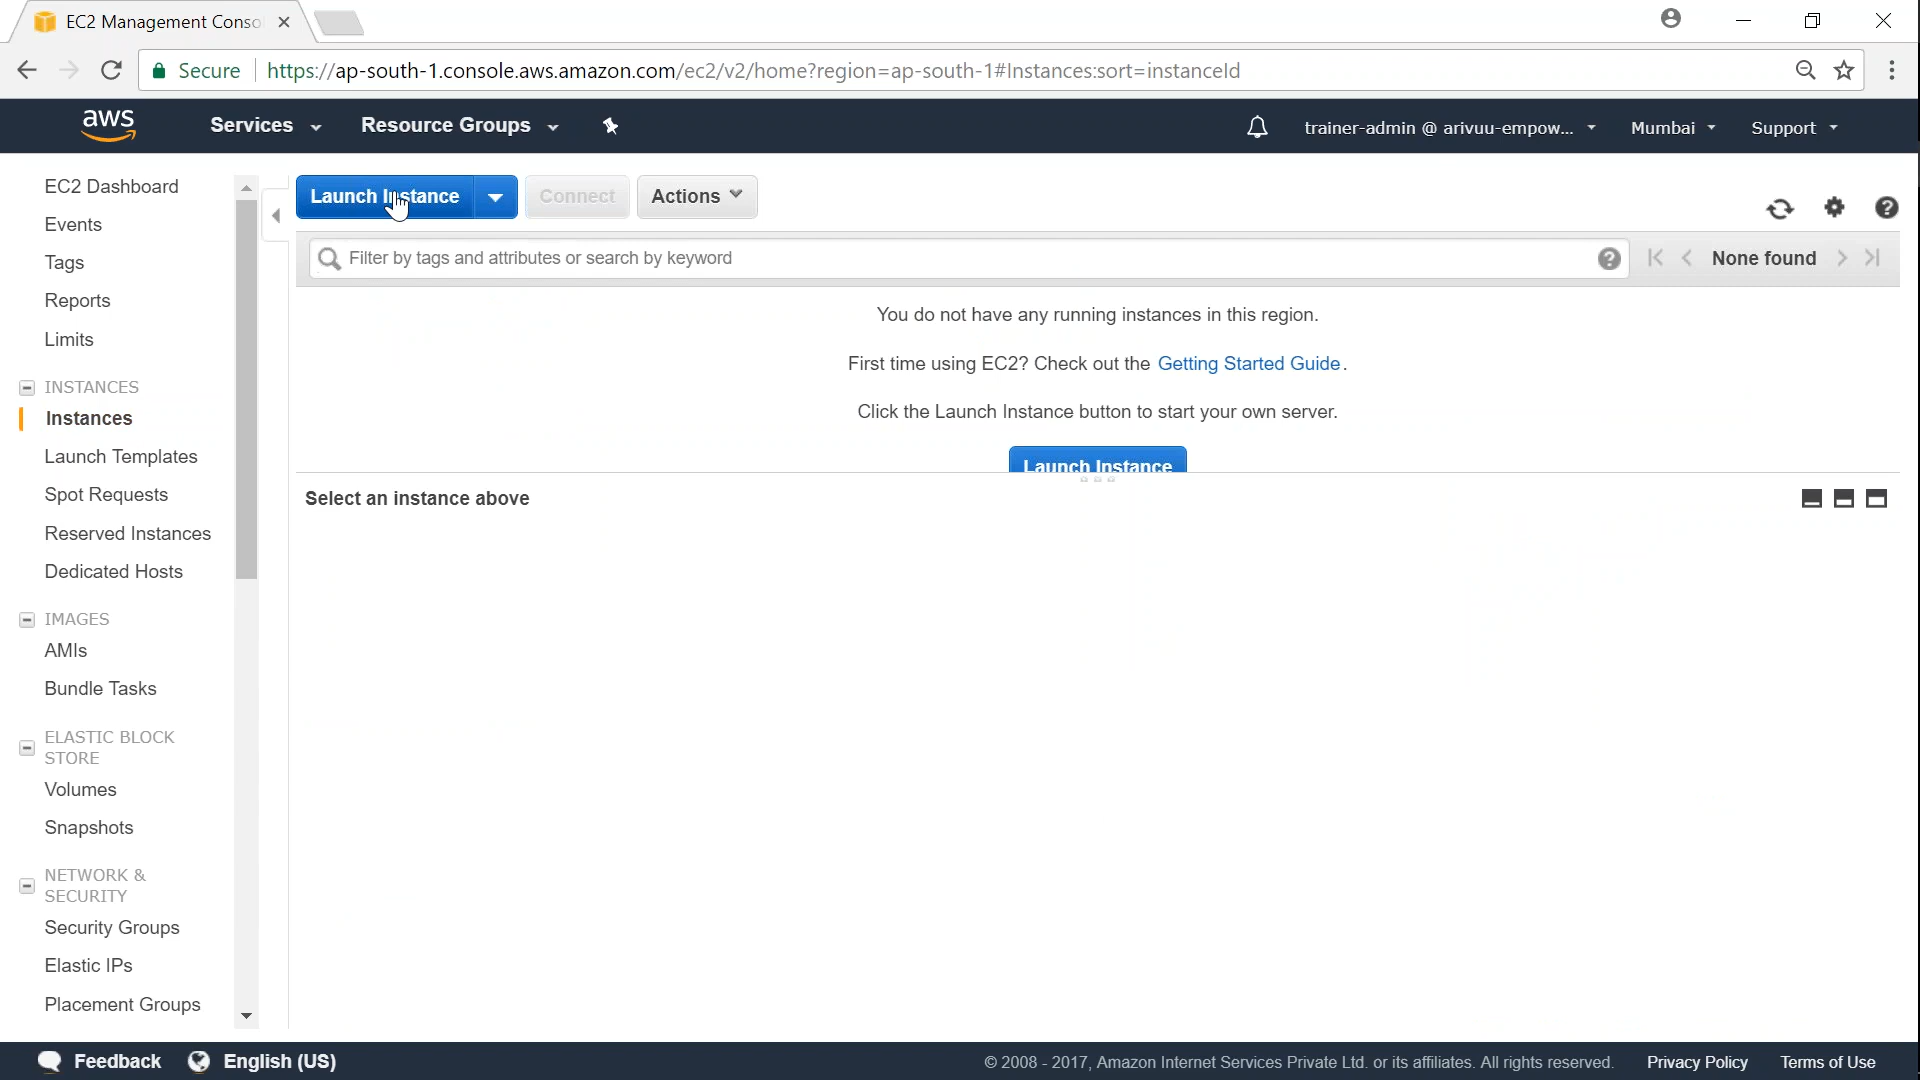 EC2 Management Conso
Secure https://ap-south-1.console.aws.amazon.com/ec2/v2/home?region=ap-south-1#Instances:sort=instanceId
aws Services Resource Groups trainer-admin @ arivuu-empow... Mumbai Support
EC2 Dashboard
Events
Tags
Reports
Limits
INSTANCES
Instances
Launch Templates
Spot Requests
Reserved Instances
Dedicated Hosts
IMAGES
AMIs
Bundle Tasks
ELASTIC BLOCK
STORE
Volumes
Snapshots
NETWORK &
SECURITY
Security Groups
Elastic IPs
Placement Groups
Launch Instance Connect Actions
Filter by tags and attributes or search by keyword None found
You do not have any running instances in this region.
First time using EC2? Check out the Getting Started Guide.
Click the Launch Instance button to start your own server.
Launch Instance
Select an instance above
Feedback English (US) © 2008 - 2017, Amazon Internet Services Private Ltd. or its affiliates. All rights reserved. Privacy Policy Terms of Use